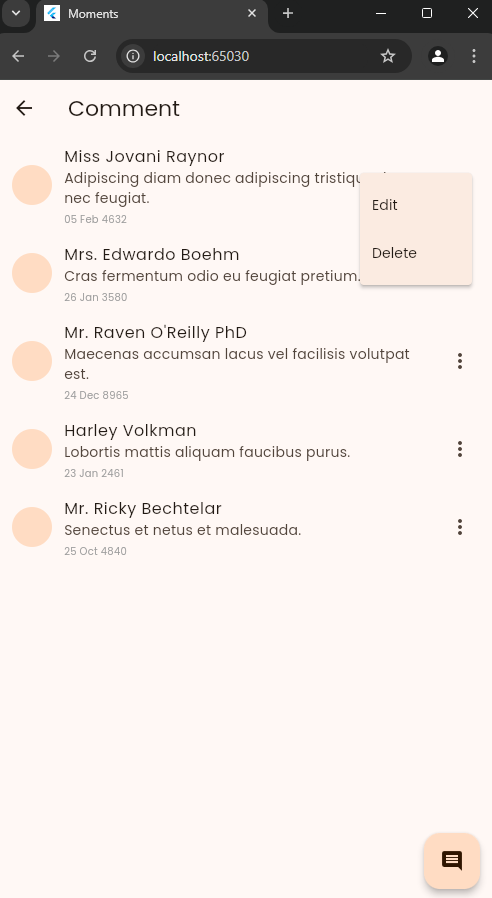 Moments
localhost:65030
Comment
Miss Jovani Raynor
Adipiscing diam donec adipiscing
nec feugiat.
05 Feb 4632
Edit
Delete
Mrs. Edwardo Boehm
Cras fermentum odio eu feugiat pretium.
26 Jan 3580
Mr. Raven O'Reilly PhD
Maecenas accumsan lacus vel facilisis volutpat
est.
24 Dec 8965
Harley Volkman
Lobortis mattis aliquam faucibus purus.
23 Jan 2461
Mr. Ricky Bechtelar
Senectus et netus et malesuada.
25 Oct 4840